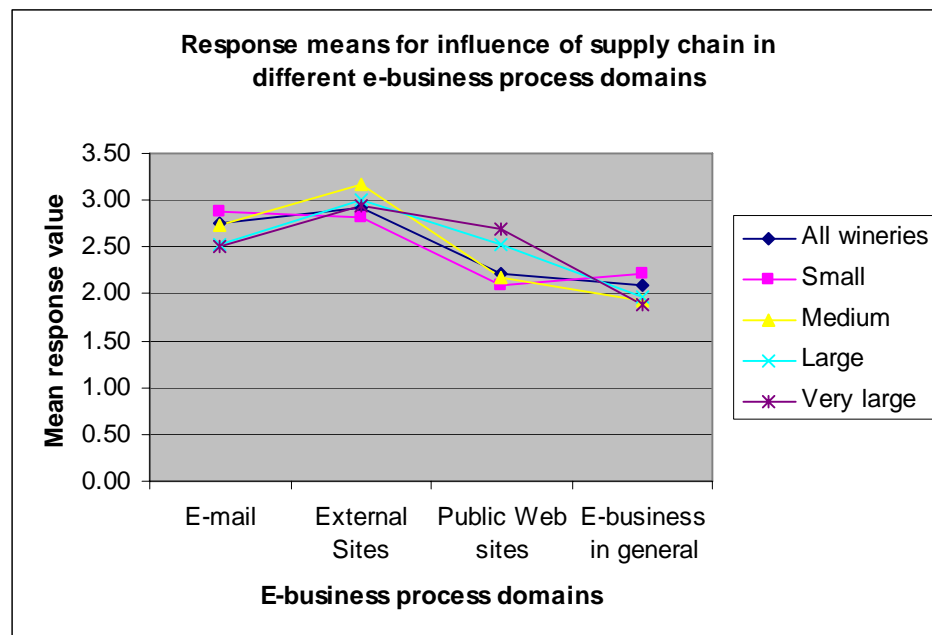 Response means for influence of supply chain in
different e-business process domains
Mean response value
3.50
3.00
2.50
2.00
1.50
1.00
0.50
0.00
E-mail
External
Sites
Public Web
sites
E-business
in general
E-business process domains
All wineries
Small
Medium
Large
Very large